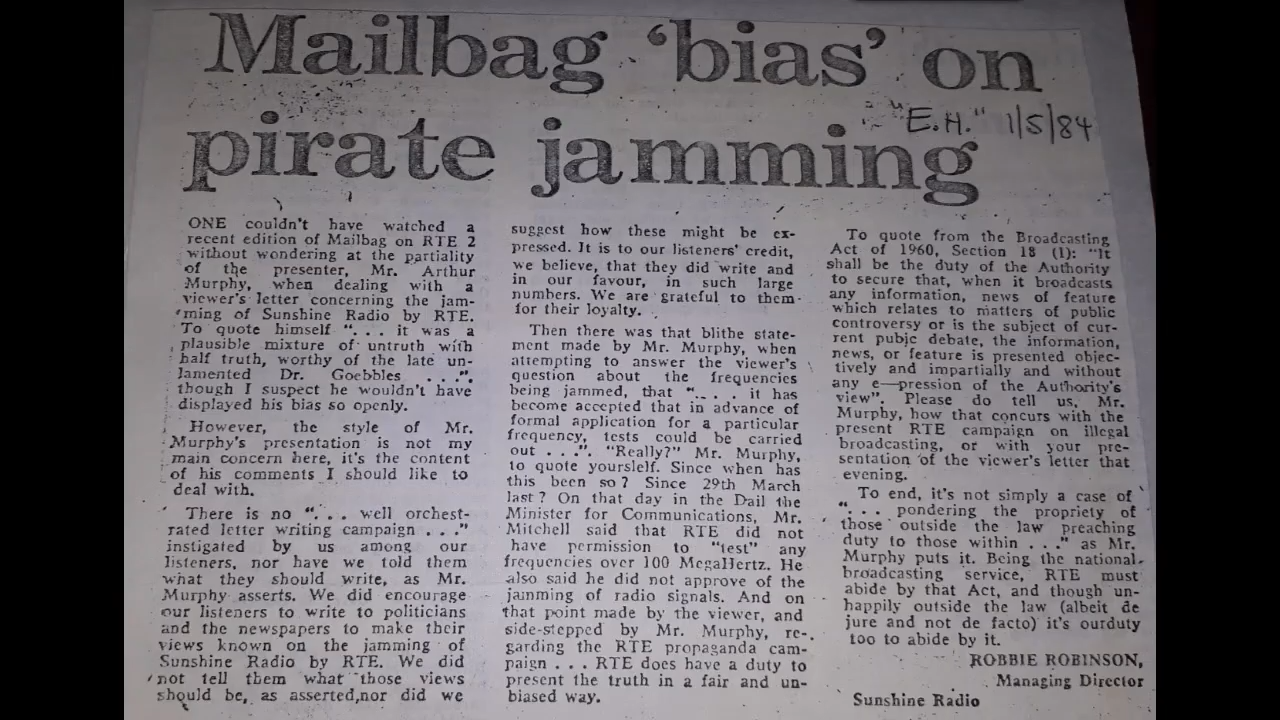 Mailbag ‘bias’ on
pirate jamming
"E.H." 1/5/84
ONE couldn't have watched a
recent edition of Mailbag on RTE 2
without wondering at the partiality
of the presenter, Mr. Arthur
Murphy, when dealing with a
viewer's letter concerning the jam-
ming of Sunshine Radio by RTE.
To quote himself “. . . it was a
plausible mixture of untruth with
half truth, worthy of the late un-
lamented Dr. Goebbles . . .”.
though I suspect he wouldn't have
displayed his bias so openly.
However, the style of Mr.
Murphy's presentation is not my
main concern here, it's the content
of his comments I should like to
deal with.
There is no “. . . well orchest-
rated letter writing campaign . . .”
instigated by us among our
listeners, nor have we told them
what they should write, as Mr.
Murphy asserts. We did encourage
our listeners to write to politicians
and the newspapers to make their
views known on the jamming of
Sunshine Radio by RTE. We did
not tell them what those views
should be, as asserted,nor did we
suggest how these might be ex-
pressed. It is to our listeners' credit,
we believe, that they did write and
in our favour, in such large
numbers. We are grateful to them
for their loyalty.
Then there was that blithe state-
ment made by Mr. Murphy, when
attempting to answer the viewer's
question about the frequencies
being jammed, that “. . . it has
become accepted that in advance of
formal application for a particular
frequency, tests could be carried
out . . .”. “Really?” Mr. Murphy,
to quote yourslelf. Since when has
this been so? Since 29th March
last? On that day in the Dail the
Minister for Communications, Mr.
Mitchell said that RTE did not
have permission to “test” any
frequencies over 100 MegaHertz. He
also said he did not approve of the
jamming of radio signals. And on
that point made by the viewer, and
side-stepped by Mr. Murphy, re-
garding the RTE propaganda cam-
paign . . . RTE does have a duty to
present the truth in a fair and un-
biased way.
To quote from the Broadcasting
Act of 1960, Section 18 (1): “It
shall be the duty of the Authority
to secure that, when it broadcasts
any information, news of feature
which relates to matters of public
controversy or is the subject of cur-
rent pubjc debate, the information,
news, or feature is presented objec-
tively and impartially and without
any e—pression of the Authority's
view”. Please do tell us, Mr.
Murphy, how that concurs with the
present RTE campaign on illegal
broadcasting, or with your pre-
sentation of the viewer's letter that
evening.
To end, it's not simply a case of
“. . . pondering the propriety of
those outside the law preaching
duty to those within . . .” as Mr.
Murphy puts it. Being the national
broadcasting service, RTE must
abide by that Act, and though un-
happily outside the law (albeit de
jure and not de facto) it's ourduty
too to abide by it.
ROBBIE ROBINSON,
Managing Director
Sunshine Radio